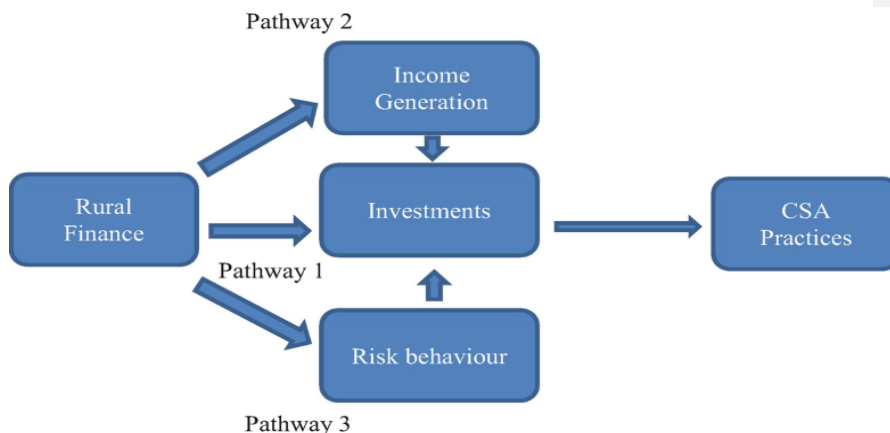 Pathway 2
Income
Generation
Rural
Finance
Investments
CSA
Practices
Pathway 1
Risk behaviour
Pathway 3